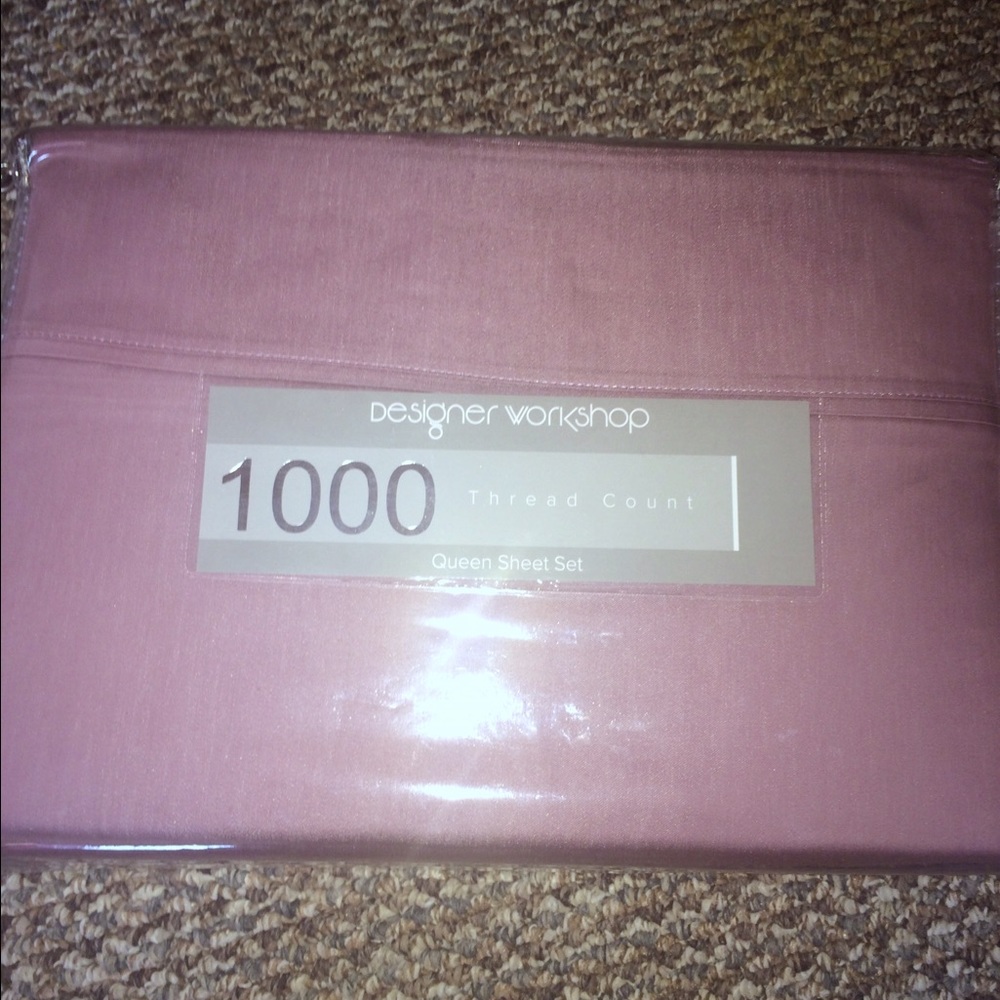 Designer Workshop
1000 Thread Count
Queen Sheet Set